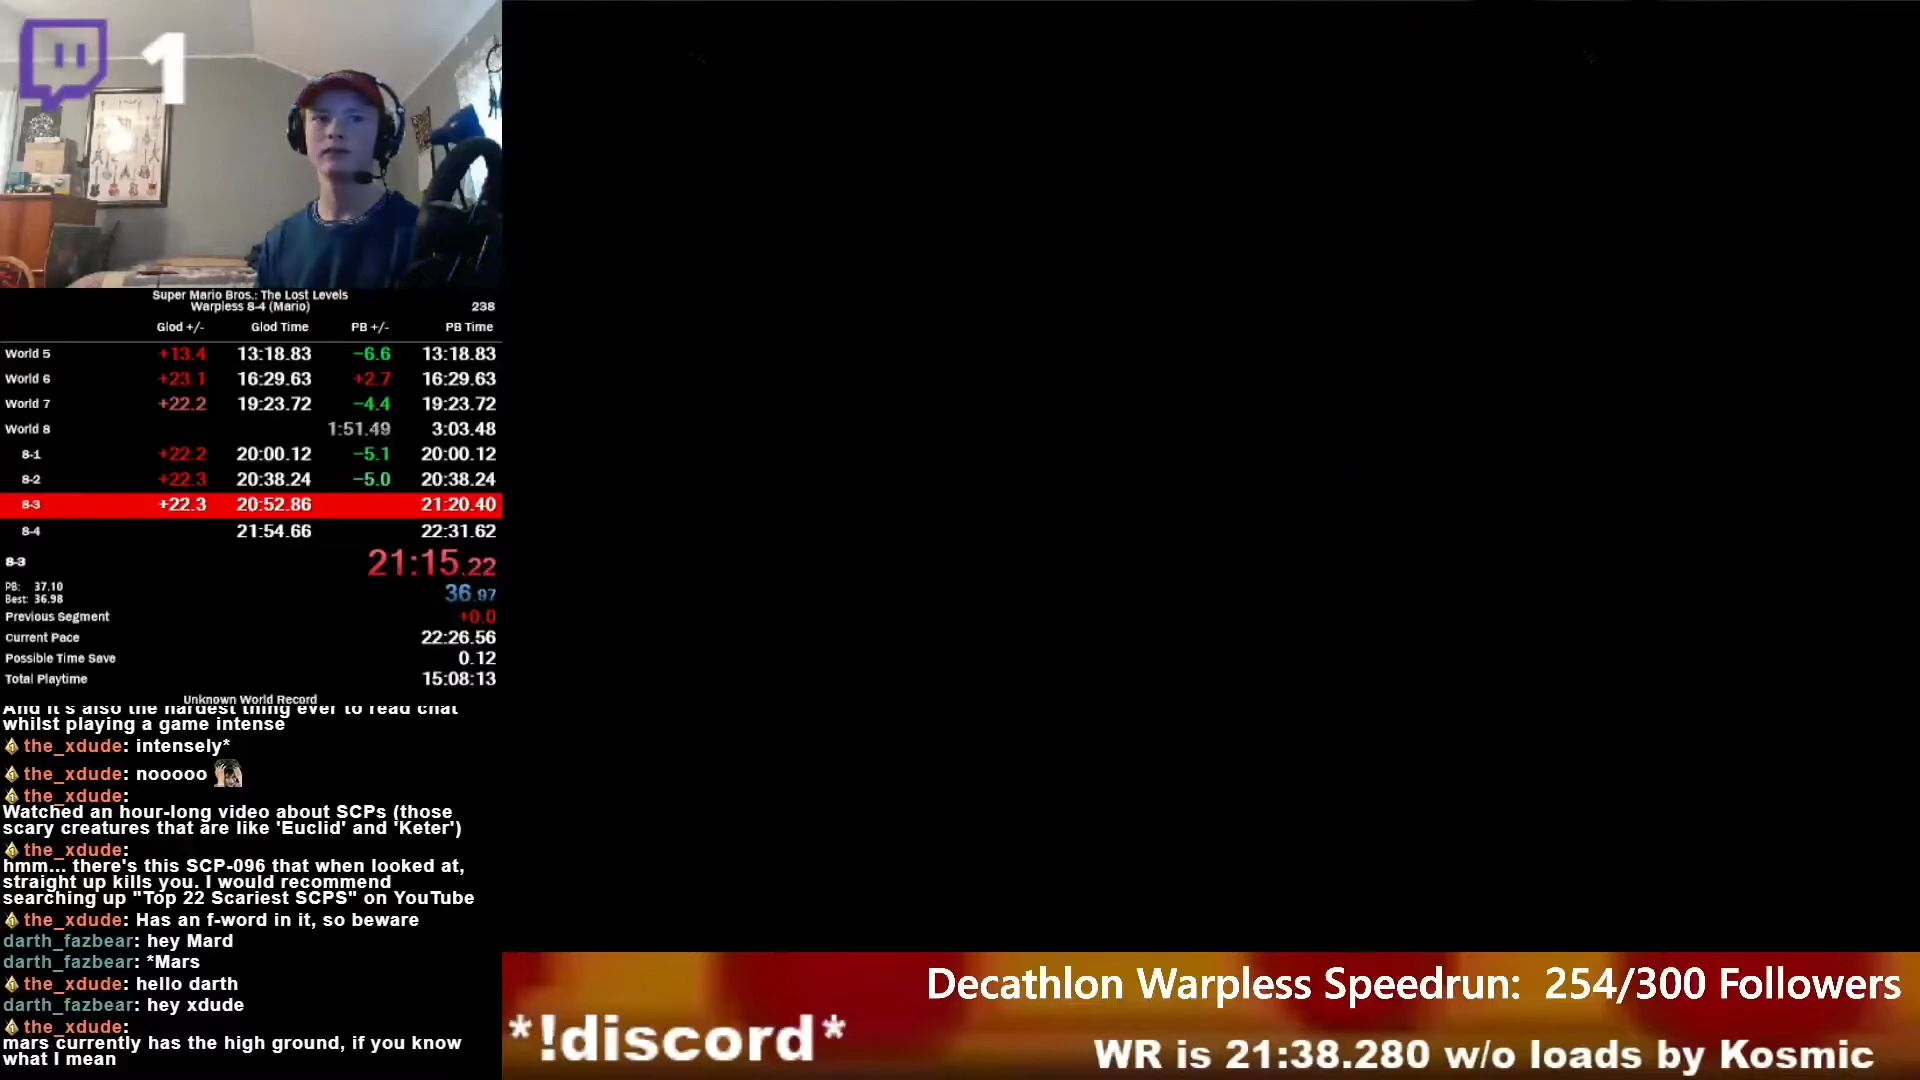 1
Super Mario Bros.: The Lost Levels
Warpless 8-4 (Mario) 238
Glod +/- Glod Time PB +/- PB Time
World 5 +13.4 13:18.83 −6.6 13:18.83
World 6 +23.1 16:29.63 +2.7 16:29.63
World 7 +22.2 19:23.72 −4.4 19:23.72
World 8 1:51.49 3:03.48
8-1 +22.2 20:00.12 −5.1 20:00.12
8-2 +22.3 20:38.24 −5.0 20:38.24
8-3 +22.3 20:52.86 21:20.40
8-4 21:54.66 22:31.62
8-3 21:15.22
PB: 37.10
Best: 36.98 36.97
Previous Segment +0.0
Current Pace 22:26.56
Possible Time Save 0.12
Total Playtime 15:08:13
Unknown World Record
And it's also the hardest thing ever to read chat
whilst playing a game intense
the_xdude: intensely*
the_xdude: nooooo
the_xdude:
Watched an hour-long video about SCPs (those
scary creatures that are like 'Euclid' and 'Keter')
the_xdude:
hmm... there's this SCP-096 that when looked at,
straight up kills you. I would recommend
searching up "Top 22 Scariest SCPS" on YouTube
the_xdude: Has an f-word in it, so beware
darth_fazbear: hey Mard
darth_fazbear: *Mars
the_xdude: hello darth
darth_fazbear: hey xdude
the_xdude:
mars currently has the high ground, if you know
what I mean
Decathlon Warpless Speedrun: 254/300 Followers
*!discord*
WR is 21:38.280 w/o loads by Kosmic